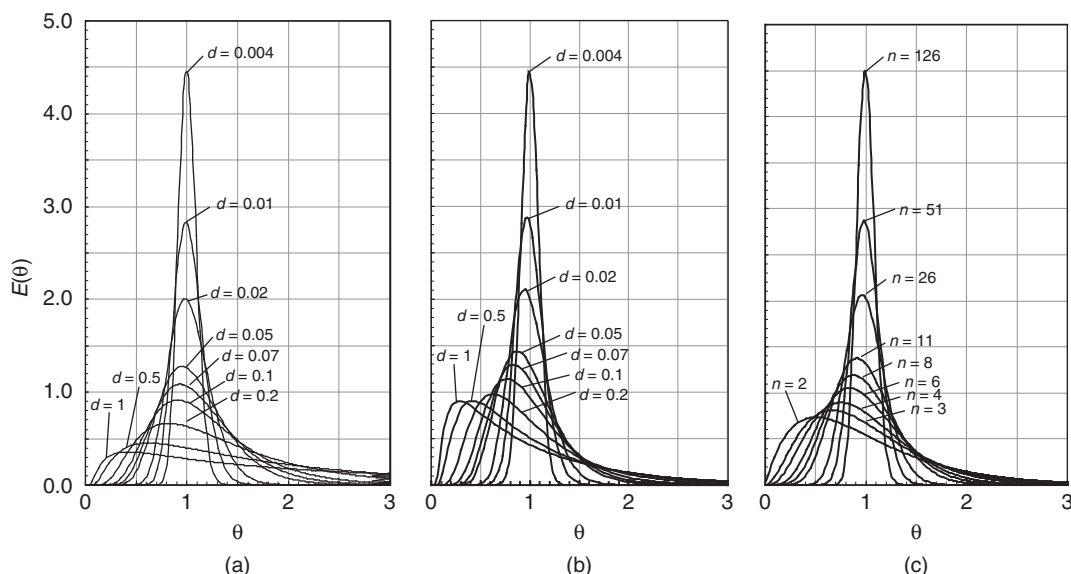 5.0
4.0
3.0
2.0
1.0
0.0
E(θ)
d = 0.004
d = 0.01
d = 0.02
d = 0.05
d = 0.07
d = 0.1
d = 0.2
d = 0.5
d = 1
0 1 2 3
θ
(a)
d = 0.004
d = 0.01
d = 0.02
d = 0.5
d = 0.05
d = 1
d = 0.07
d = 0.1
d = 0.2
0 1 2 3
θ
(b)
n = 126
n = 51
n = 26
n = 11
n = 8
n = 2
n = 6
n = 4
n = 3
0 1 2 3
θ
(c)